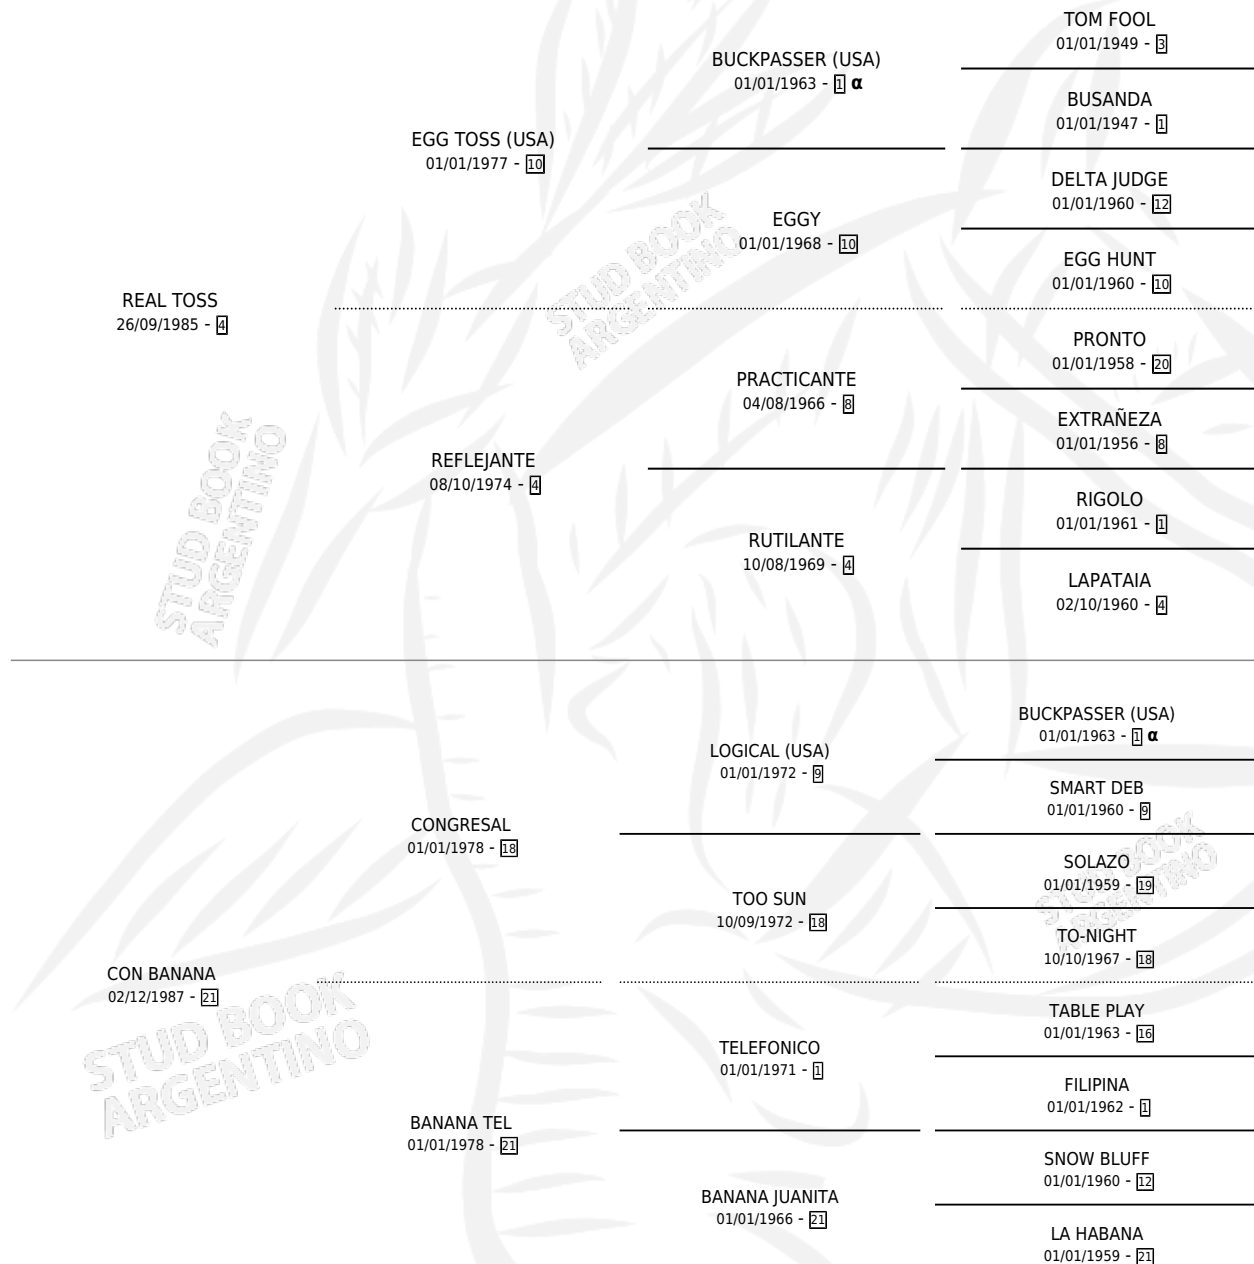 TOM FOOL
01/01/1949 - 3
BUCKPASSER (USA)
01/01/1963 - 1 α
BUSANDA
01/01/1947 - 1
EGG TOSS (USA)
01/01/1977 - 10
DELTA JUDGE
01/01/1960 - 12
EGGY
01/01/1968 - 10
EGG HUNT
01/01/1960 - 10
REAL TOSS
26/09/1985 - 4
PRONTO
01/01/1958 - 20
PRACTICANTE
04/08/1966 - 8
EXTRAÑEZA
01/01/1956 - 8
REFLEJANTE
08/10/1974 - 4
RIGOLO
01/01/1961 - 1
RUTILANTE
10/08/1969 - 4
LAPATAIA
02/10/1960 - 4
BUCKPASSER (USA)
01/01/1963 - 1 α
LOGICAL (USA)
01/01/1972 - 9
SMART DEB
01/01/1960 - 9
CONGRESAL
01/01/1978 - 18
SOLAZO
01/01/1959 - 19
TOO SUN
10/09/1972 - 18
TO-NIGHT
10/10/1967 - 18
CON BANANA
02/12/1987 - 21
TABLE PLAY
01/01/1963 - 16
TELEFONICO
01/01/1971 - 1
FILIPINA
01/01/1962 - 1
BANANA TEL
01/01/1978 - 21
SNOW BLUFF
01/01/1960 - 12
BANANA JUANITA
01/01/1966 - 21
LA HABANA
01/01/1959 - 21
STUD BOOK
ARGENTINO
STUD BOOK
ARGENTINO
STUD BOOK
ARGENTINO
STUD BOOK
ARGENTINO